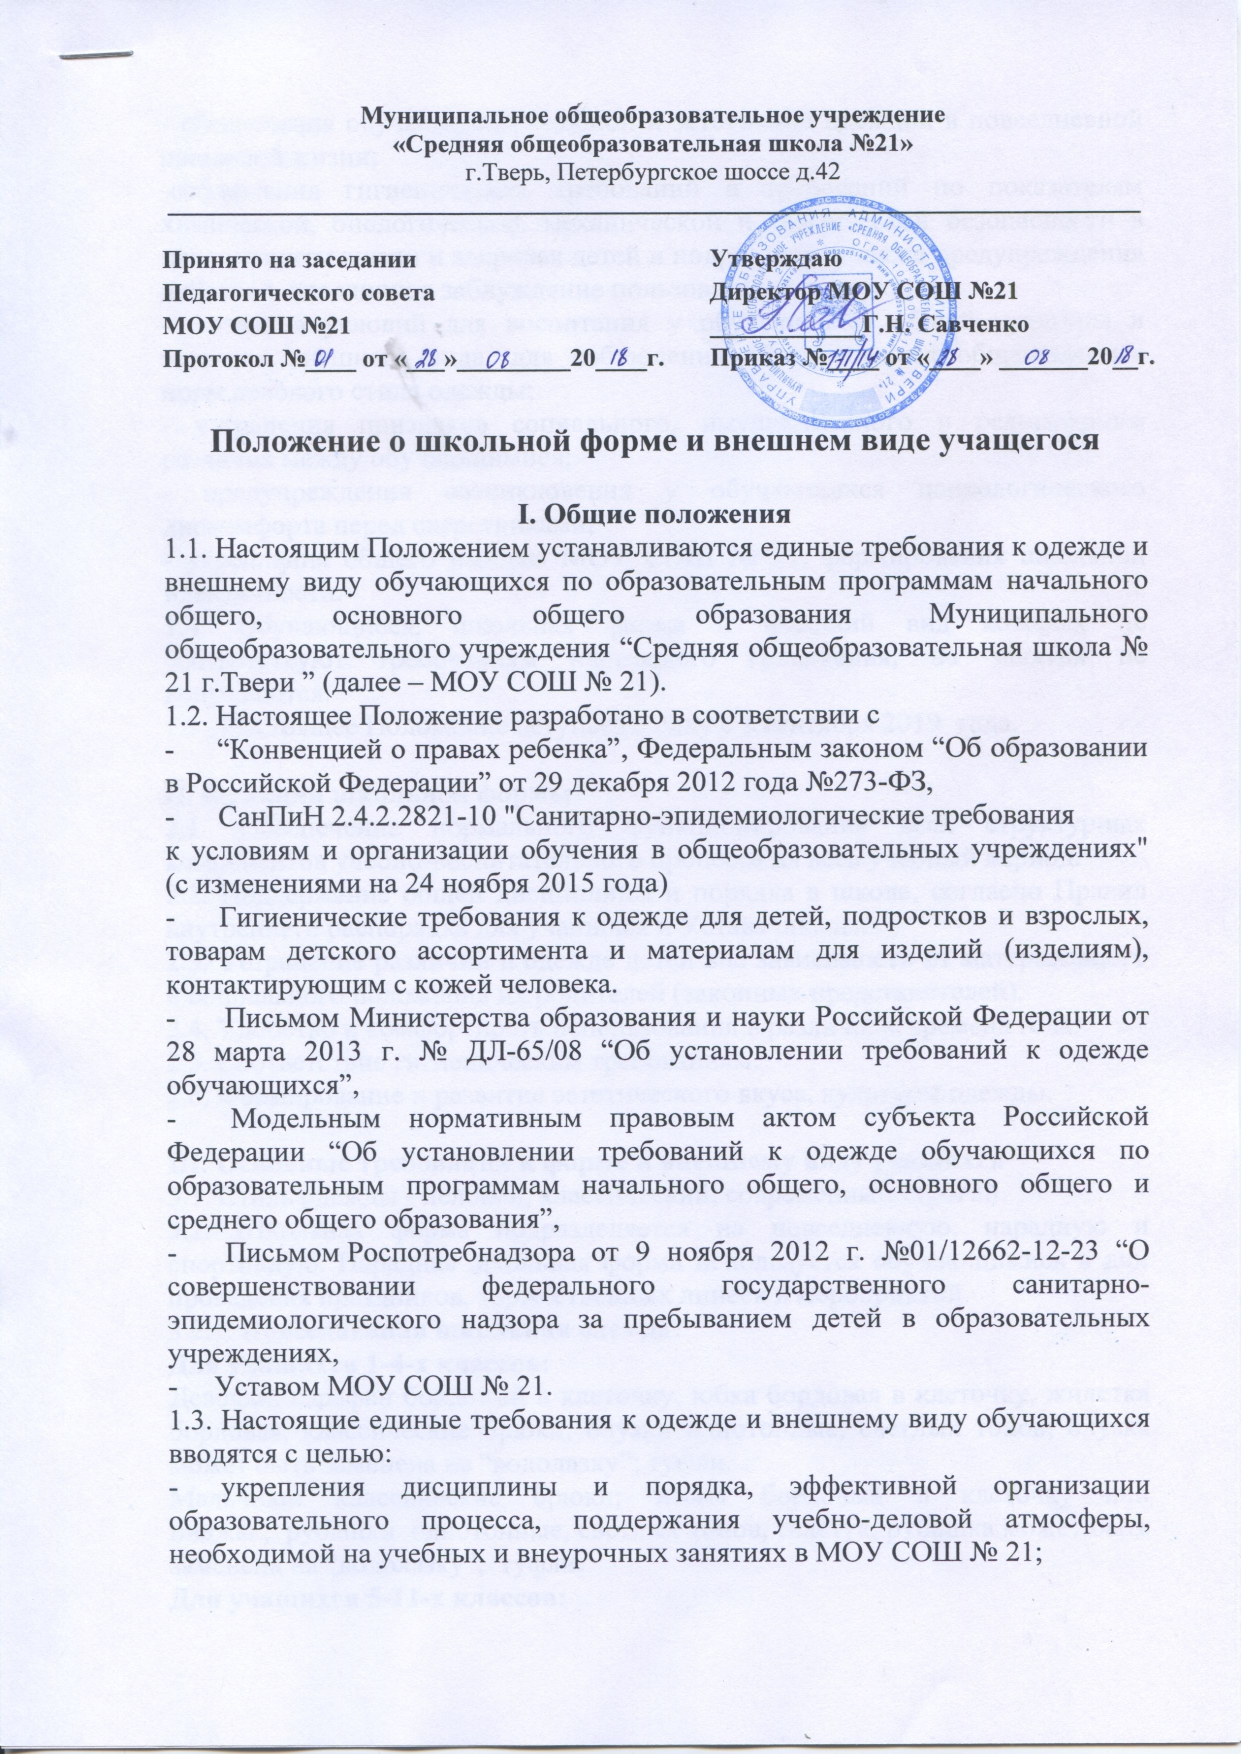 Муниципальное общеобразовательное учреждение
«Средняя общеобразовательная школа №21»
г.Тверь, Петербургское шоссе д.42
Принято на заседании
Педагогического совета
МОУ СОШ №21
Протокол № 01 от « 28 » 08 2018 г.
Утверждаю
Директор МОУ СОШ №21
Г.Н. Савченко
Приказ № от « 28 » 08 2018 г.
Положение о школьной форме и внешнем виде учащегося
I. Общие положения
1.1. Настоящим Положением устанавливаются единые требования к одежде и
внешнему виду обучающихся по образовательным программам начального
общего, основного общего образования Муниципального
общеобразовательного учреждения “Средняя общеобразовательная школа №
21 г.Твери ” (далее – МОУ СОШ № 21).
1.2. Настоящее Положение разработано в соответствии с
- “Конвенцией о правах ребенка”, Федеральным законом “Об образовании
в Российской Федерации” от 29 декабря 2012 года №273-ФЗ,
- СанПиН 2.4.2.2821-10 "Санитарно-эпидемиологические требования
к условиям и организации обучения в общеобразовательных учреждениях"
(с изменениями на 24 ноября 2015 года)
- Гигиенические требования к одежде для детей, подростков и взрослых,
товарам детского ассортимента и материалам для изделий (изделиям),
контактирующим с кожей человека.
- Письмом Министерства образования и науки Российской Федерации от
28 марта 2013 г. № ДЛ-65/08 “Об установлении требований к одежде
обучающихся”,
- Модельным нормативным правовым актом субъекта Российской
Федерации “Об установлении требований к одежде обучающихся по
образовательным программам начального общего, основного общего и
среднего общего образования”,
- Письмом Роспотребнадзора от 9 ноября 2012 г. №01/12662-12-23 “О
совершенствовании федерального государственного санитарно-
эпидемиологического надзора за пребыванием детей в образовательных
учреждениях,
- Уставом МОУ СОШ № 21.
1.3. Настоящие единые требования к одежде и внешнему виду обучающихся
вводятся с целью:
- укрепления дисциплины и порядка, эффективной организации
образовательного процесса, поддержания учебно-деловой атмосферы,
необходимой на учебных и внеурочных занятиях в МОУ СОШ № 21;